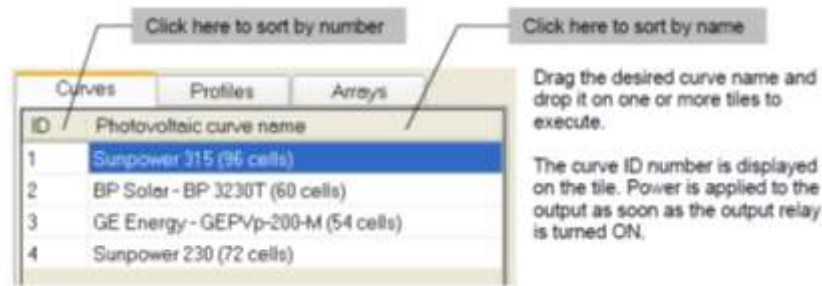 Click here to sort by number
Click here to sort by name
Curves
Profiles
Arrays
ID
Photovoltaic curve name
1
Sunpower 315 (96 cells)
2
BP Solar - BP 3230T (60 cells)
3
GE Energy - GEPVp-200-M (54 cells)
4
Sunpower 230 (72 cells)
Drag the desired curve name and
drop it on one or more tiles to
execute.
The curve ID number is displayed
on the tile. Power is applied to the
output as soon as the output relay
is turned ON.